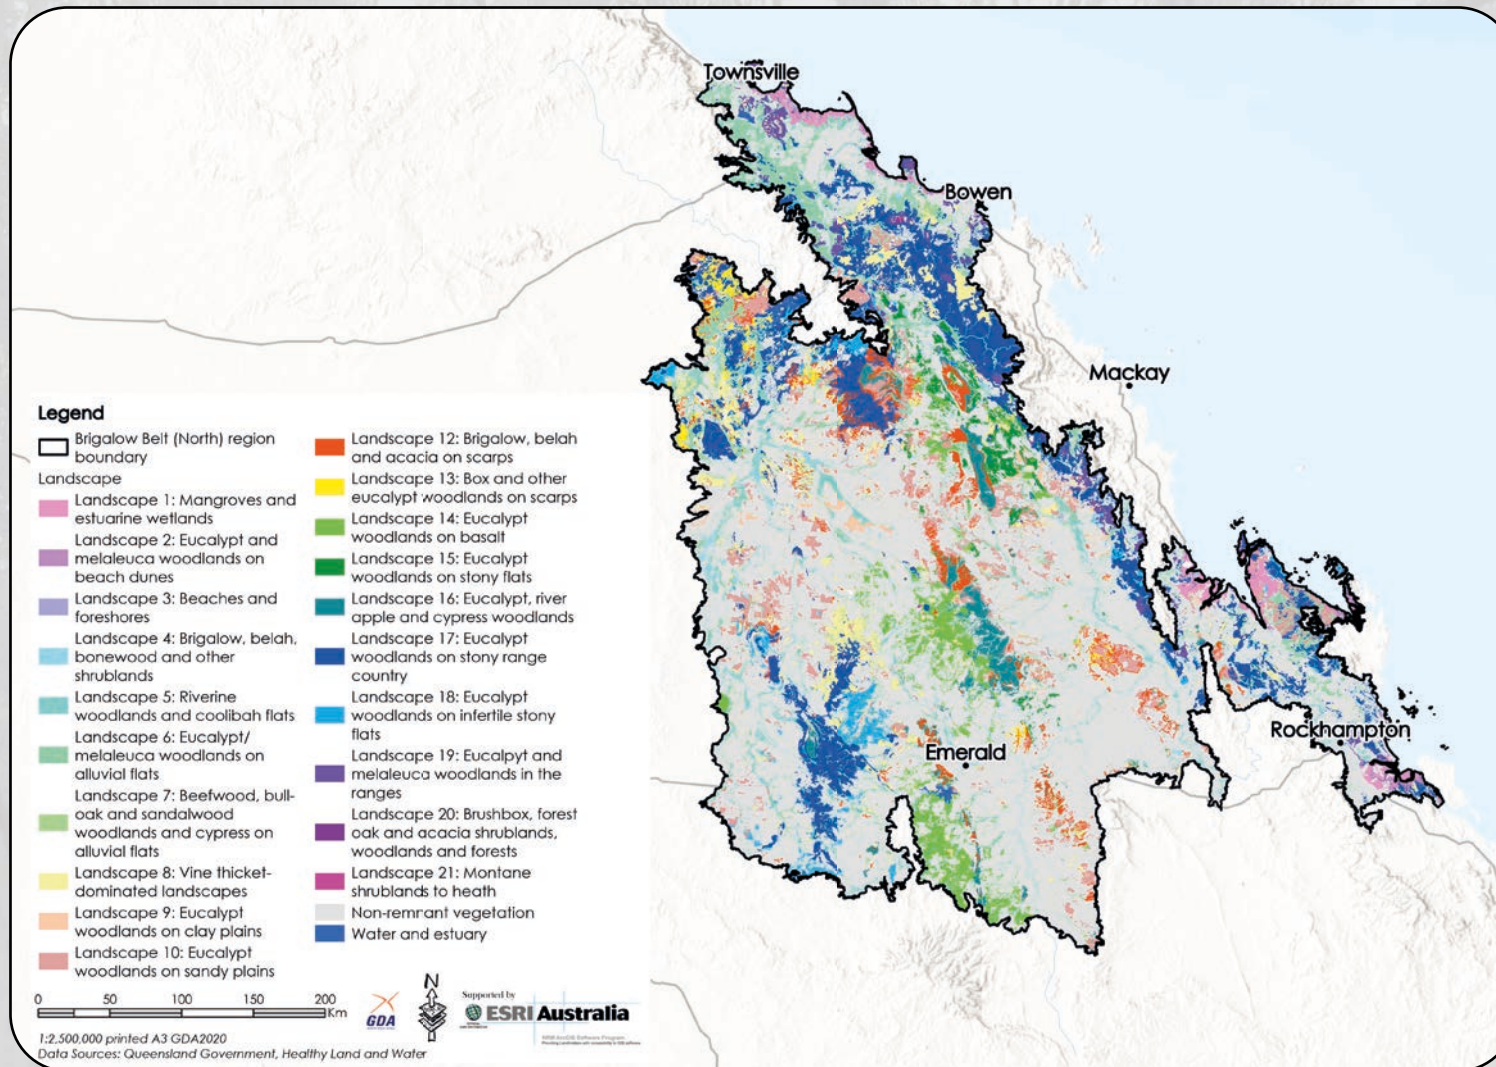 Townsville
Bowen
Mackay
Rockhampton
Emerald
Legend
Brigalow Belt (North) region
boundary
Landscape
Landscape 1: Mangroves and
estuarine wetlands
Landscape 2: Eucalypt and
melaleuca woodlands on
beach dunes
Landscape 3: Beaches and
foreshores
Landscape 4: Brigalow, belah,
bonewood and other
shrublands
Landscape 5: Riverine
woodlands and coolibah flats
Landscape 6: Eucalypt/
melaleuca woodlands on
alluvial flats
Landscape 7: Beefwood, bull-
oak and sandalwood
woodlands and cypress on
alluvial flats
Landscape 8: Vine thicket-
dominated landscapes
Landscape 9: Eucalypt
woodlands on clay plains
Landscape 10: Eucalypt
woodlands on sandy plains
Landscape 12: Brigalow, belah
and acacia on scarps
Landscape 13: Box and other
eucalypt woodlands on scarps
Landscape 14: Eucalypt
woodlands on basalt
Landscape 15: Eucalypt
woodlands on stony flats
Landscape 16: Eucalypt, river
apple and cypress woodlands
Landscape 17: Eucalypt
woodlands on stony range
country
Landscape 18: Eucalypt
woodlands on infertile stony
flats
Landscape 19: Eucalpyt and
melaleuca woodlands in the
ranges
Landscape 20: Brushbox, forest
oak and acacia shrublands,
woodlands and forests
Landscape 21: Montane
shrublands to heath
Non-remnant vegetation
Water and estuary
0 50 100 150 200
Km
GDA
N
Supported by
ESRI Australia
1:2,500,000 printed A3 GDA2020
Data Sources: Queensland Government, Healthy Land and Water